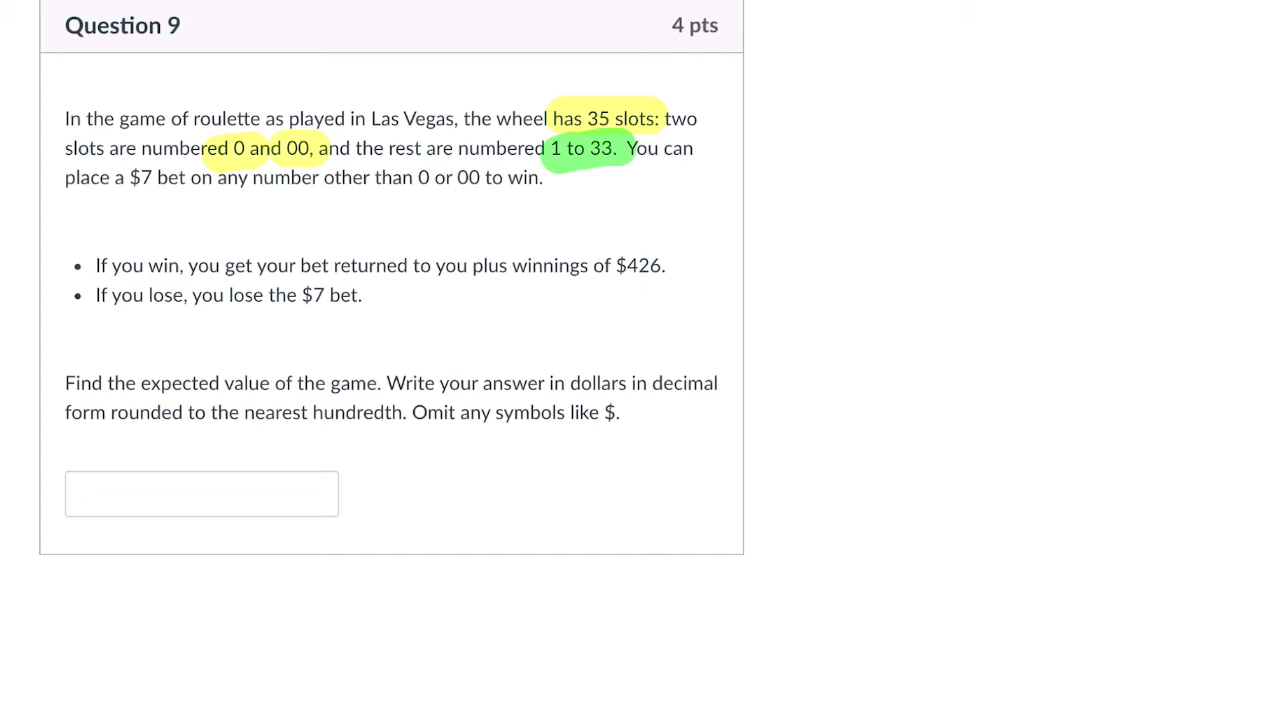 Question 9
4 pts
In the game of roulette as played in Las Vegas, the wheel has 35 slots: two
slots are numbered 0 and 00, and the rest are numbered 1 to 33. You can
place a $7 bet on any number other than 0 or 00 to win.
• If you win, you get your bet returned to you plus winnings of $426.
• If you lose, you lose the $7 bet.
Find the expected value of the game. Write your answer in dollars in decimal
form rounded to the nearest hundredth. Omit any symbols like $.